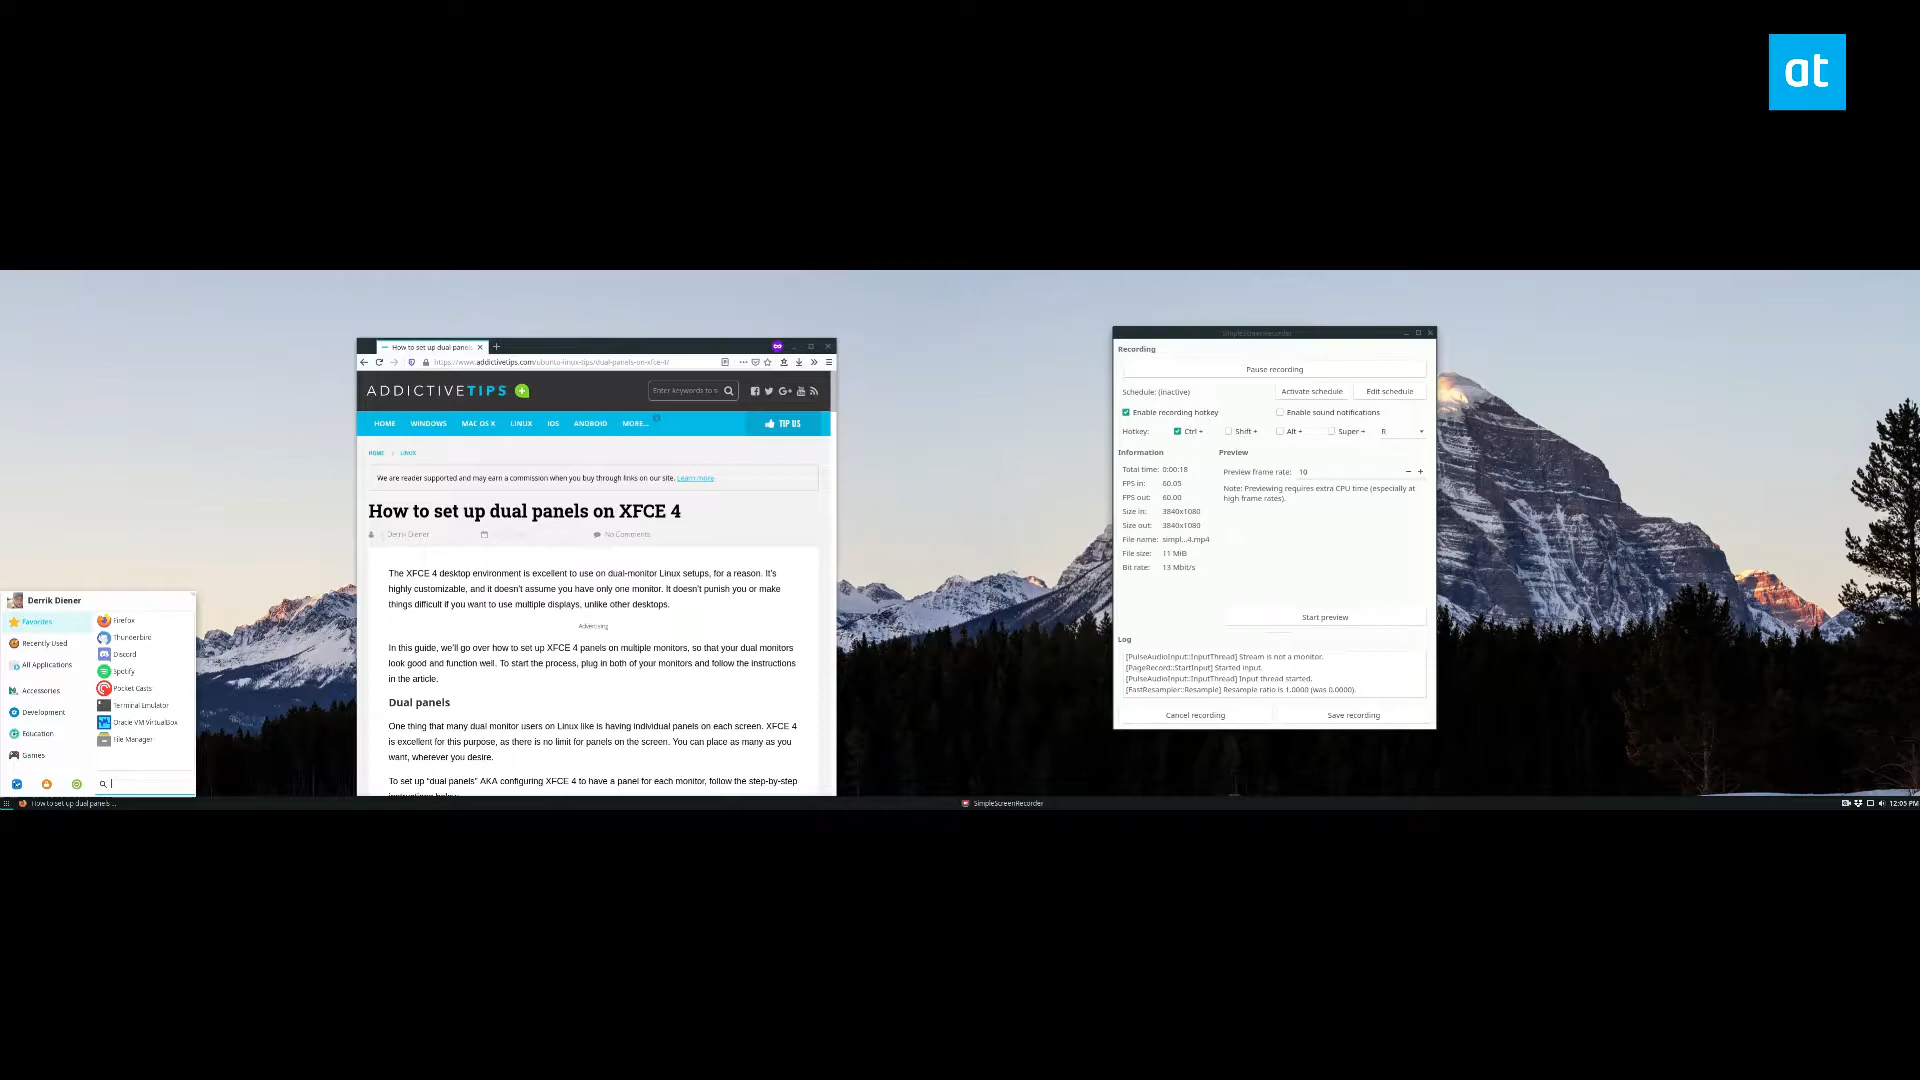 at
How to set up dual panel
https://www.addictivetips.com/ubuntu-linux-tips/dual-panels-on-xfce-4/
ADDICTIVETIPS
Enter keywords to s
HOME WINDOWS MAC OS X LINUX IOS ANDROID MORE... TIP US
HOME / LINUX
We are reader supported and may earn a commission when you buy through links on our site. Learn more
How to set up dual panels on XFCE 4
Derrik Diener No Comments
The XFCE 4 desktop environment is excellent to use on dual-monitor Linux setups, for a reason. It's
highly customizable, and it doesn't assume you have only one monitor. It doesn't punish you or make
things difficult if you want to use multiple displays, unlike other desktops.
Advertising
In this guide, we'll go over how to set up XFCE 4 panels on multiple monitors, so that your dual monitors
look good and function well. To start the process, plug in both of your monitors and follow the instructions
in the article.
Dual panels
One thing that many dual monitor users on Linux like is having individual panels on each screen. XFCE 4
is excellent for this purpose, as there is no limit for panels on the screen. You can place as many as you
want, wherever you desire.
To set up “dual panels” AKA configuring XFCE 4 to have a panel for each monitor, follow the step-by-step
SimpleScreenRecorder
Recording
Pause recording
Schedule: (inactive) Activate schedule Edit schedule
Enable recording hotkey Enable sound notifications
Hotkey: Ctrl + Shift + Alt + Super + R
Information Preview
Total time: 0:00:18
Preview frame rate: 10
FPS in: 60.05
Note: Previewing requires extra CPU time (especially at
high frame rates).
FPS out: 60.00
Size in: 3840x1080
Size out: 3840x1080
File name: simpl...4.mp4
File size: 11 MiB
Bit rate: 13 Mbit/s
Start preview
Log
[PulseAudioInput::InputThread] Stream is not a monitor.
[PageRecord::StartInput] Started input.
[PulseAudioInput::InputThread] Input thread started.
[FastResampler::Resample] Resample ratio is 1.0000 (was 0.0000).
Cancel recording Save recording
Derrik Diener
Favorites
Recently Used
All Applications
Accessories
Development
Education
Games
Firefox
Thunderbird
Discord
Spotify
Pocket Casts
Terminal Emulator
Oracle VM VirtualBox
File Manager
How to set up dual panels ...
SimpleScreenRecorder
12:05 PM